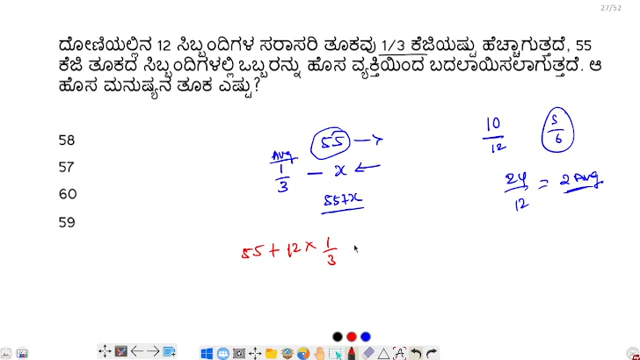 27/52
ದೋಣಿಯಲ್ಲಿನ 12 ಸಿಬ್ಬಂದಿಗಳ ಸರಾಸರಿ ತೂಕವು 1/3 ಕೆಜಿಯಷ್ಟು ಹೆಚ್ಚಾಗುತ್ತದೆ, 55
ಕೆಜಿ ತೂಕದ ಸಿಬ್ಬಂದಿಗಳಲ್ಲಿ ಒಬ್ಬರನ್ನು ಹೊಸ ವ್ಯಕ್ತಿಯಿಂದ ಬದಲಾಯಿಸಲಾಗುತ್ತದೆ. ಆ
ಹೊಸ ಮನುಷ್ಯನ ತೂಕ ಎಷ್ಟು?
58
57
60
59
55 →
Avg
1/3 - x ←
55+x
10/12 5/6
24/12 = 2 Avg
55 + 12 × 1/3